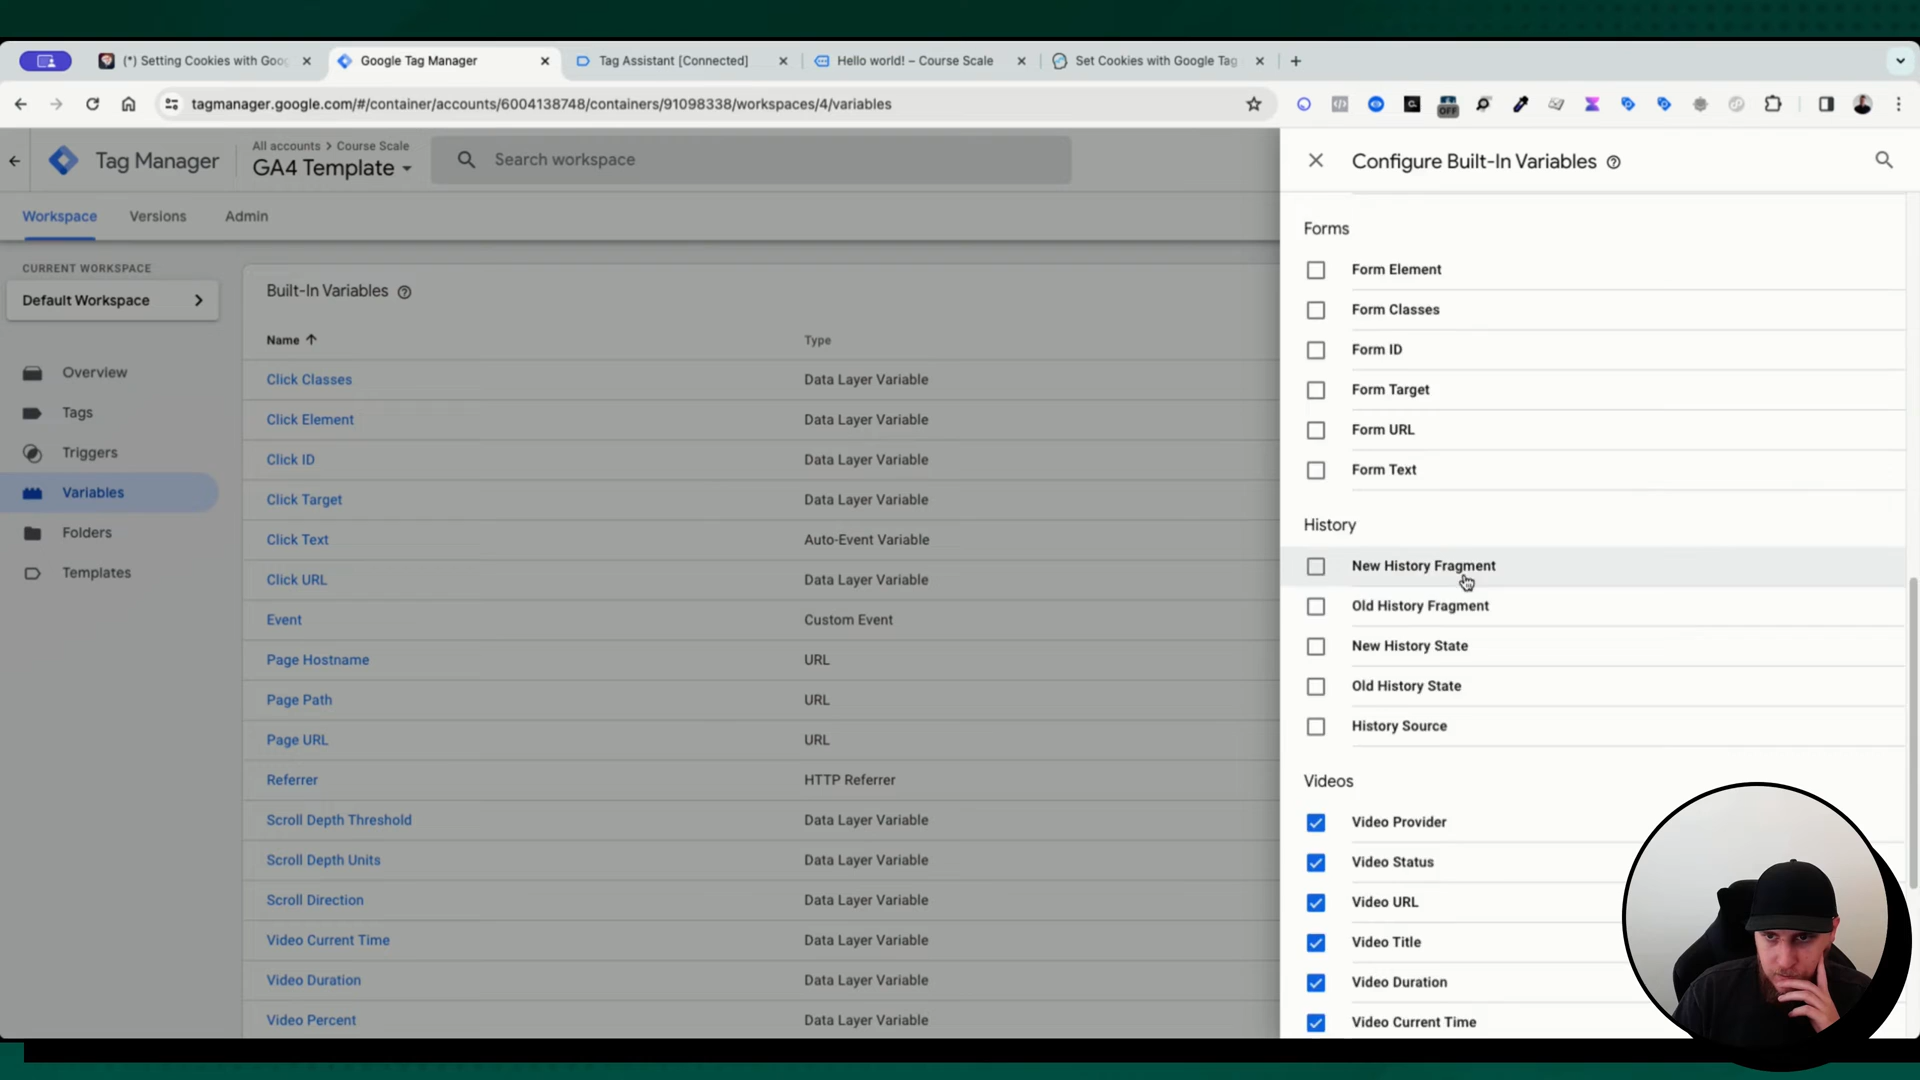 (*) Setting Cookies with Goo
Google Tag Manager
Tag Assistant [Connected]
Hello world! – Course Scale
Set Cookies with Google Tag
tagmanager.google.com/#/container/accounts/6004138748/containers/91098338/workspaces/4/variables
OFF
Tag Manager
All accounts > Course Scale
GA4 Template
Search workspace
Workspace
Versions
Admin
CURRENT WORKSPACE
Default Workspace
Overview
Tags
Triggers
Variables
Folders
Templates
Built-In Variables
Name
Type
Click Classes
Data Layer Variable
Click Element
Data Layer Variable
Click ID
Data Layer Variable
Click Target
Data Layer Variable
Click Text
Auto-Event Variable
Click URL
Data Layer Variable
Event
Custom Event
Page Hostname
URL
Page Path
URL
Page URL
URL
Referrer
HTTP Referrer
Scroll Depth Threshold
Data Layer Variable
Scroll Depth Units
Data Layer Variable
Scroll Direction
Data Layer Variable
Video Current Time
Data Layer Variable
Video Duration
Data Layer Variable
Video Percent
Data Layer Variable
Configure Built-In Variables
Forms
Form Element
Form Classes
Form ID
Form Target
Form URL
Form Text
History
New History Fragment
Old History Fragment
New History State
Old History State
History Source
Videos
Video Provider
Video Status
Video URL
Video Title
Video Duration
Video Current Time